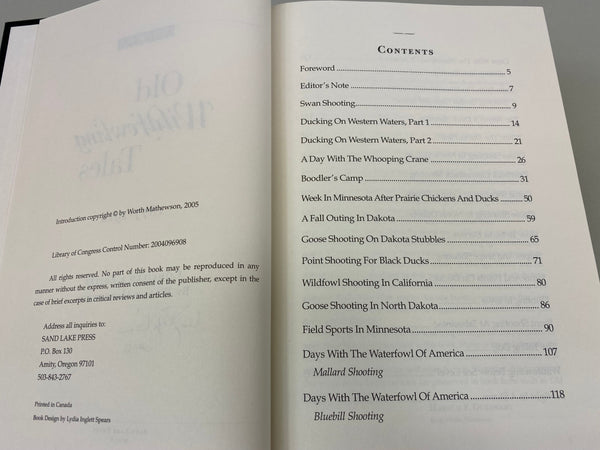 Old
Wildfowling
Tales
Introduction copyright © by Worth Mathewson, 2005
Library of Congress Control Number: 2004096908
All rights reserved. No part of this book may be reproduced in any
manner without the express, written consent of the publisher, except in the
case of brief excerpts in critical reviews and articles.
Address all inquiries to:
SAND LAKE PRESS
P.O. Box 130
Amity, Oregon 97101
503-843-2767
Printed in Canada
Book Design by Lydia Inglett Spears
CONTENTS
Foreword 5
Editor's Note 7
Swan Shooting 9
Ducking On Western Waters, Part 1 14
Ducking On Western Waters, Part 2 21
A Day With The Whooping Crane 26
Boodler's Camp 31
Week In Minnesota After Prairie Chickens And Ducks 50
A Fall Outing In Dakota 59
Goose Shooting On Dakota Stubbles 65
Point Shooting For Black Ducks 71
Wildfowl Shooting In California 80
Goose Shooting In North Dakota 86
Field Sports In Minnesota 90
Days With The Waterfowl Of America 107
Mallard Shooting
Days With The Waterfowl Of America 118
Bluebill Shooting